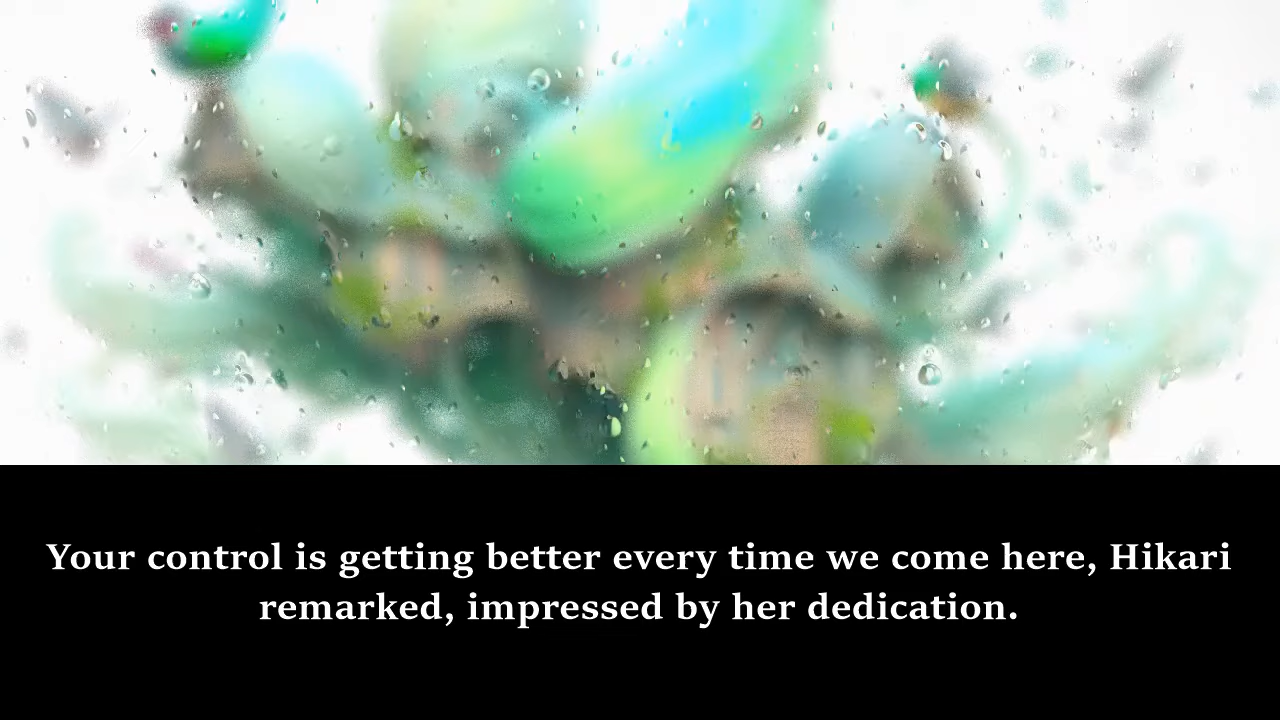 Your control is getting better every time we come here, Hikari
remarked, impressed by her dedication.